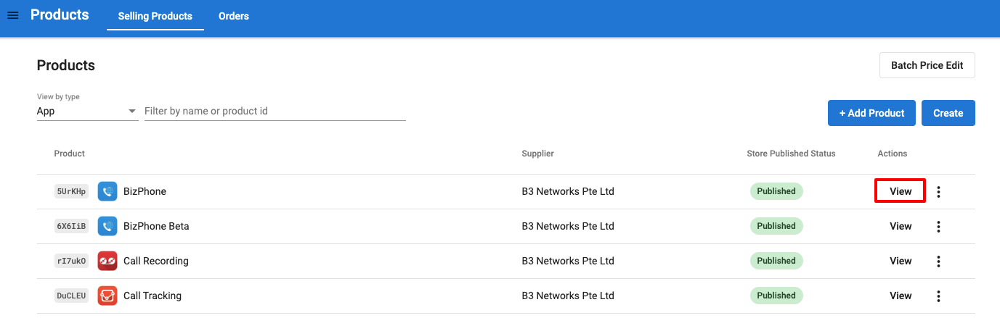 Products Selling Products Orders
Products Batch Price Edit
View by type
App Filter by name or product id
+ Add Product Create
Product Supplier Store Published Status Actions
5UrKHp BizPhone B3 Networks Pte Ltd Published View
6X6IiB BizPhone Beta B3 Networks Pte Ltd Published View
rI7ukO Call Recording B3 Networks Pte Ltd Published View
DuCLEU Call Tracking B3 Networks Pte Ltd Published View